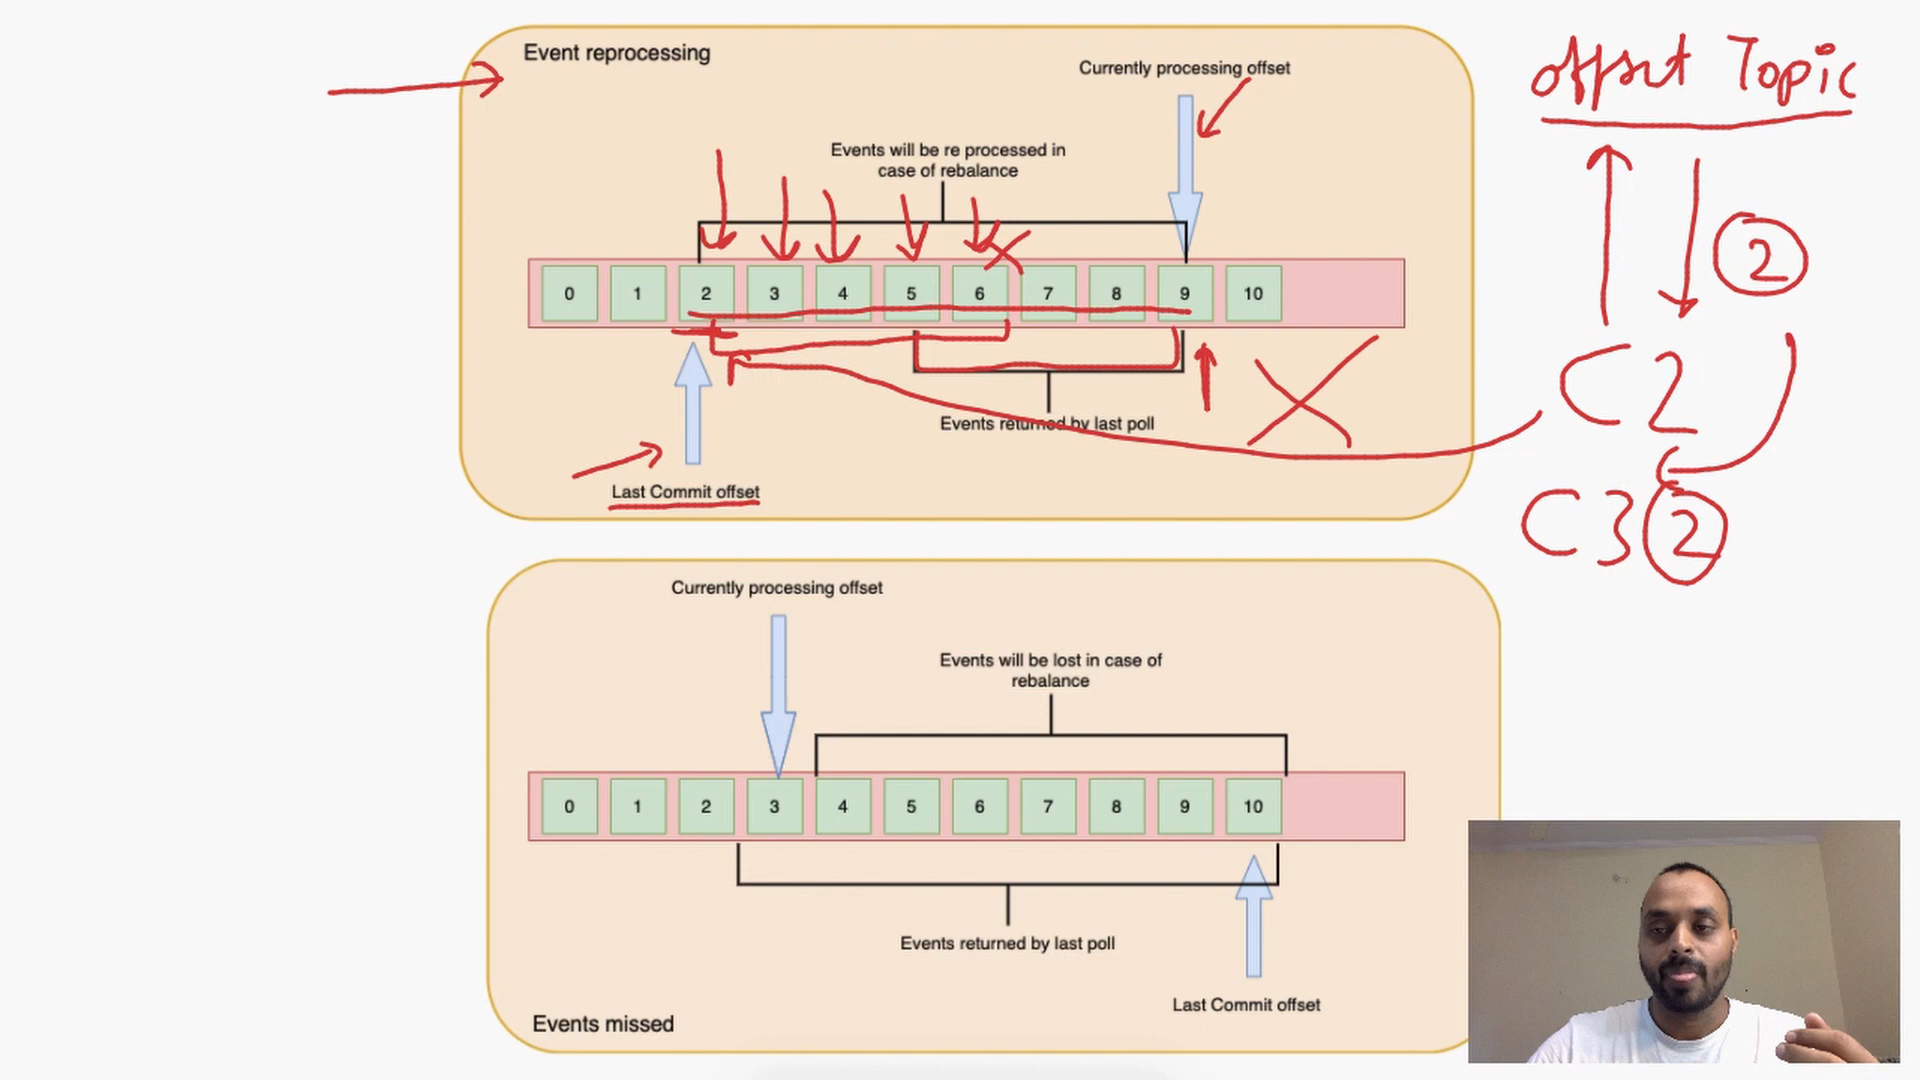 Event reprocessing
Currently processing offset
offset Topic
Events will be re processed in
case of rebalance
2
0 1 2 3 4 5 6 7 8 9 10
C2
Events returned by last poll
Last Commit offset
C3 2
Currently processing offset
Events will be lost in case of
rebalance
0 1 2 3 4 5 6 7 8 9 10
Events returned by last poll
Last Commit offset
Events missed